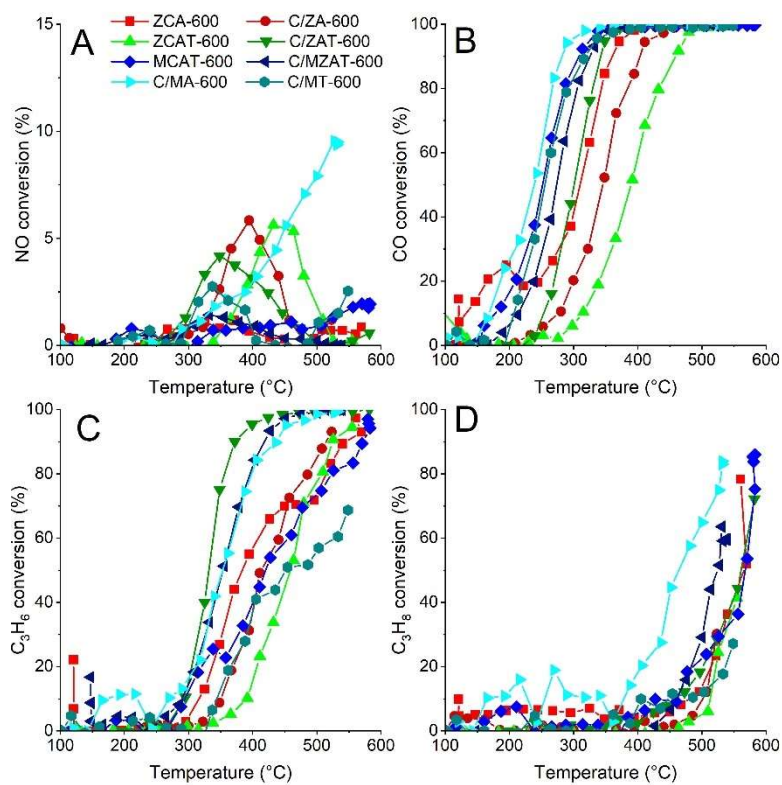 A
ZCA-600 C/ZA-600
ZCAT-600 C/ZAT-600
MCAT-600 C/MZAT-600
C/MA-600 C/MT-600
NO conversion (%)
15
10
5
0
100 200 300 400 500 600
Temperature (°C)
B
CO conversion (%)
100
80
60
40
20
0
100 200 300 400 500 600
Temperature (°C)
C
C₃H₆ conversion (%)
100
80
60
40
20
0
100 200 300 400 500 600
Temperature (°C)
D
C₃H₈ conversion (%)
100
80
60
40
20
0
100 200 300 400 500 600
Temperature (°C)